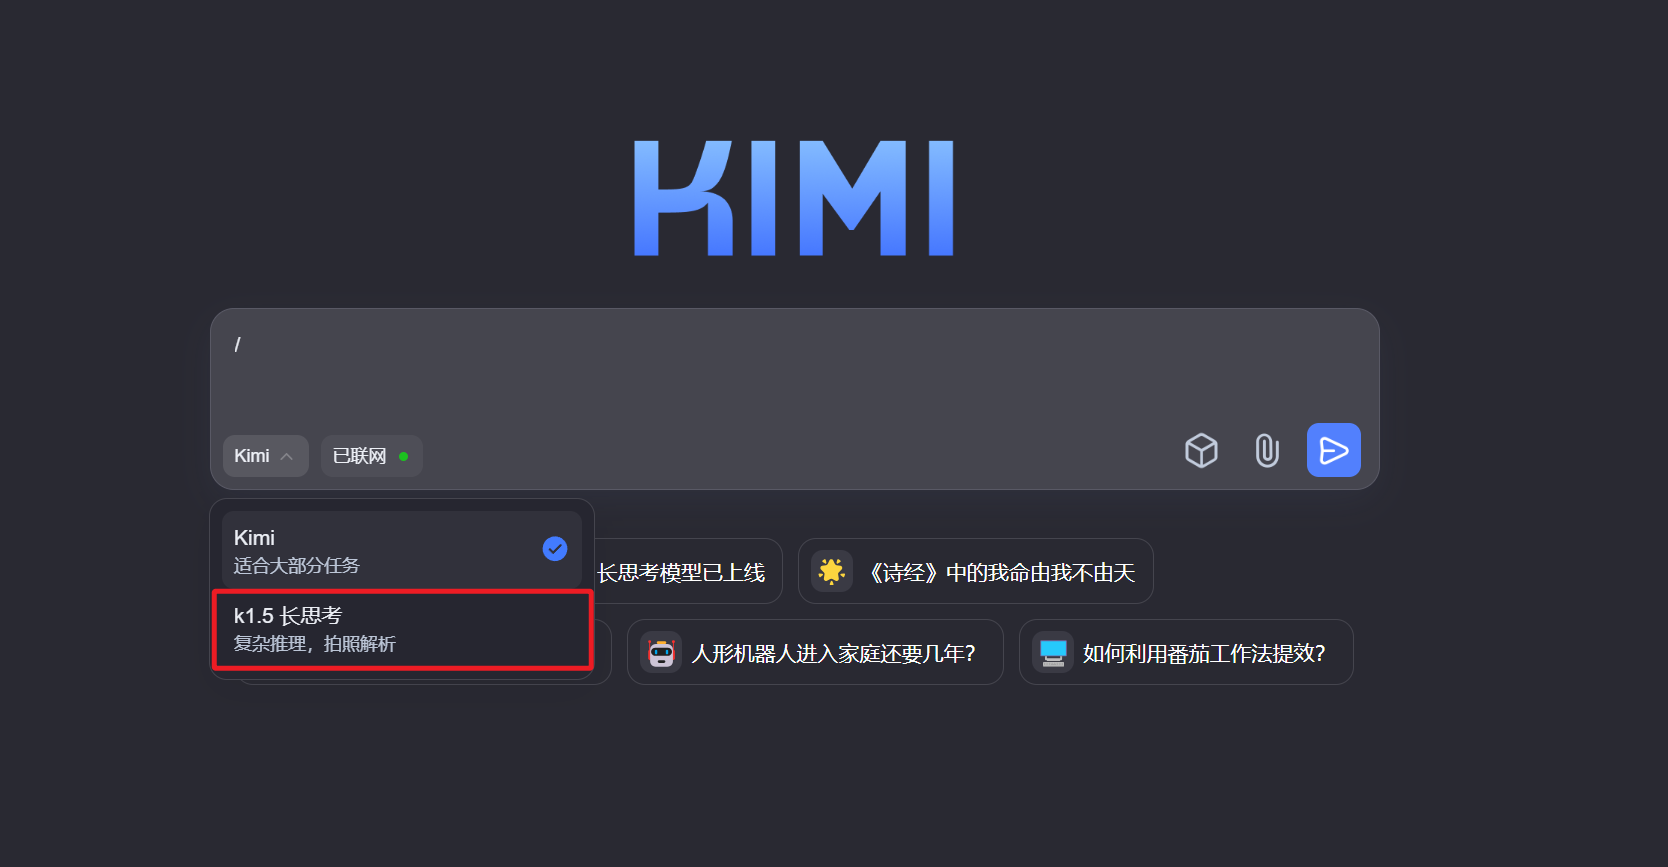 KIMI
/
Kimi
已联网
Kimi
适合大部分任务
k1.5 长思考
复杂推理，拍照解析
长思考模型已上线
《诗经》中的我命由我不由天
人形机器人进入家庭还要几年?
如何利用番茄工作法提效?